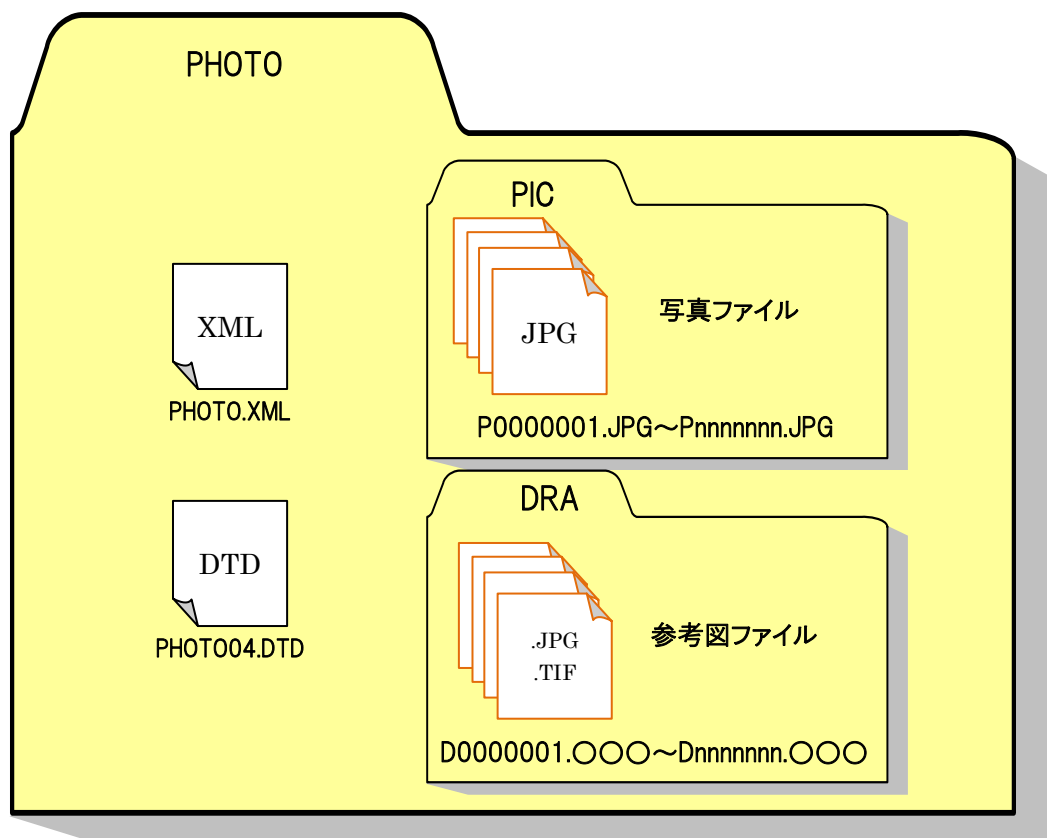 PHOTO
XML
PHOTO.XML
DTD
PHOTO04.DTD
PIC
JPG
写真ファイル
P0000001.JPG～Pnnnnnnn.JPG
DRA
.JPG
.TIF
参考図ファイル
D0000001.○○○～Dnnnnnnn.○○○